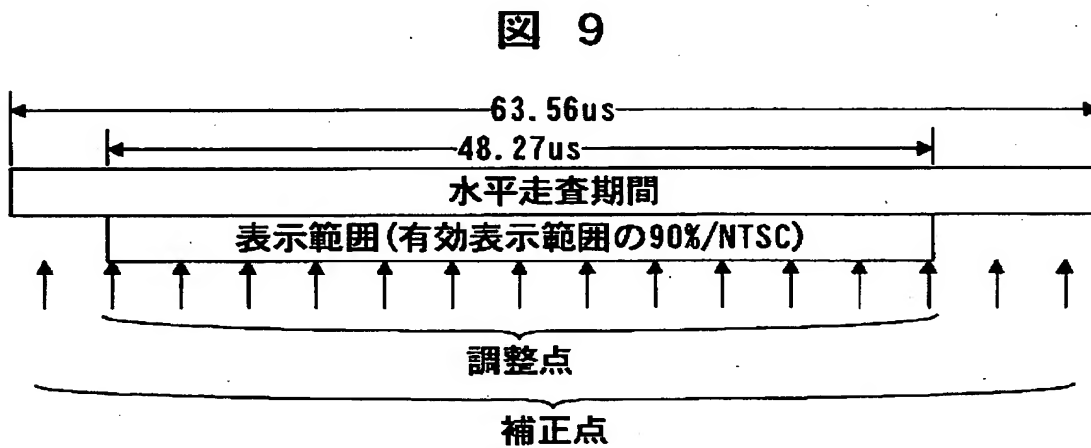 図 9
63.56us
48.27us
水平走査期間
表示範囲(有効表示範囲の90%/NTSC)
調整点
補正点